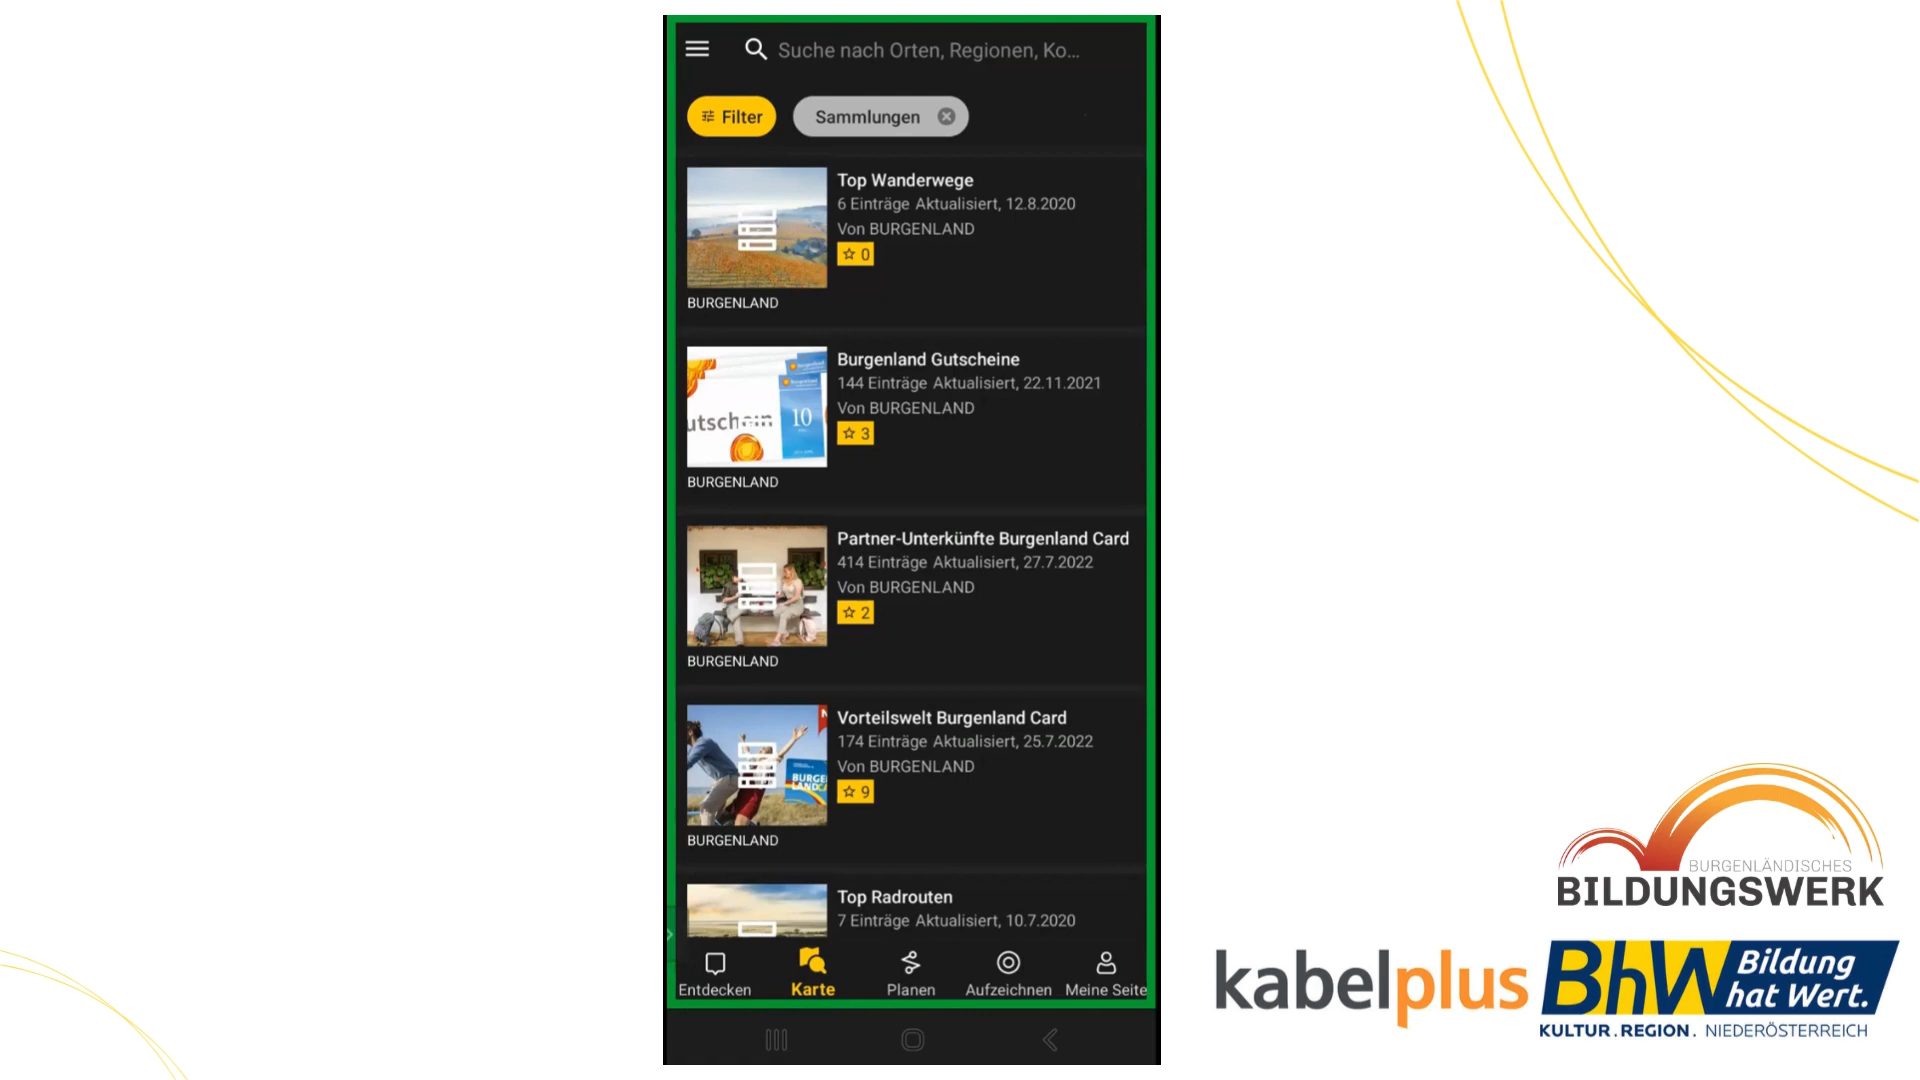 Suche nach Orten, Regionen, Ko...
Filter
Sammlungen
Top Wanderwege
6 Einträge Aktualisiert, 12.8.2020
Von BURGENLAND
0
BURGENLAND
Burgenland Gutscheine
144 Einträge Aktualisiert, 22.11.2021
Von BURGENLAND
3
utschein
10
BURGENLAND
Partner-Unterkünfte Burgenland Card
414 Einträge Aktualisiert, 27.7.2022
Von BURGENLAND
2
BURGENLAND
Vorteilswelt Burgenland Card
174 Einträge Aktualisiert, 25.7.2022
Von BURGENLAND
9
BURGE
LAND
BURGENLAND
Top Radrouten
7 Einträge Aktualisiert, 10.7.2020
Entdecken
Karte
Planen
Aufzeichnen
Meine Seite
BURGENLÄNDISCHES
BILDUNGSWERK
kabelplus
BhW Bildung
hat Wert.
KULTUR.REGION. NIEDERÖSTERREICH